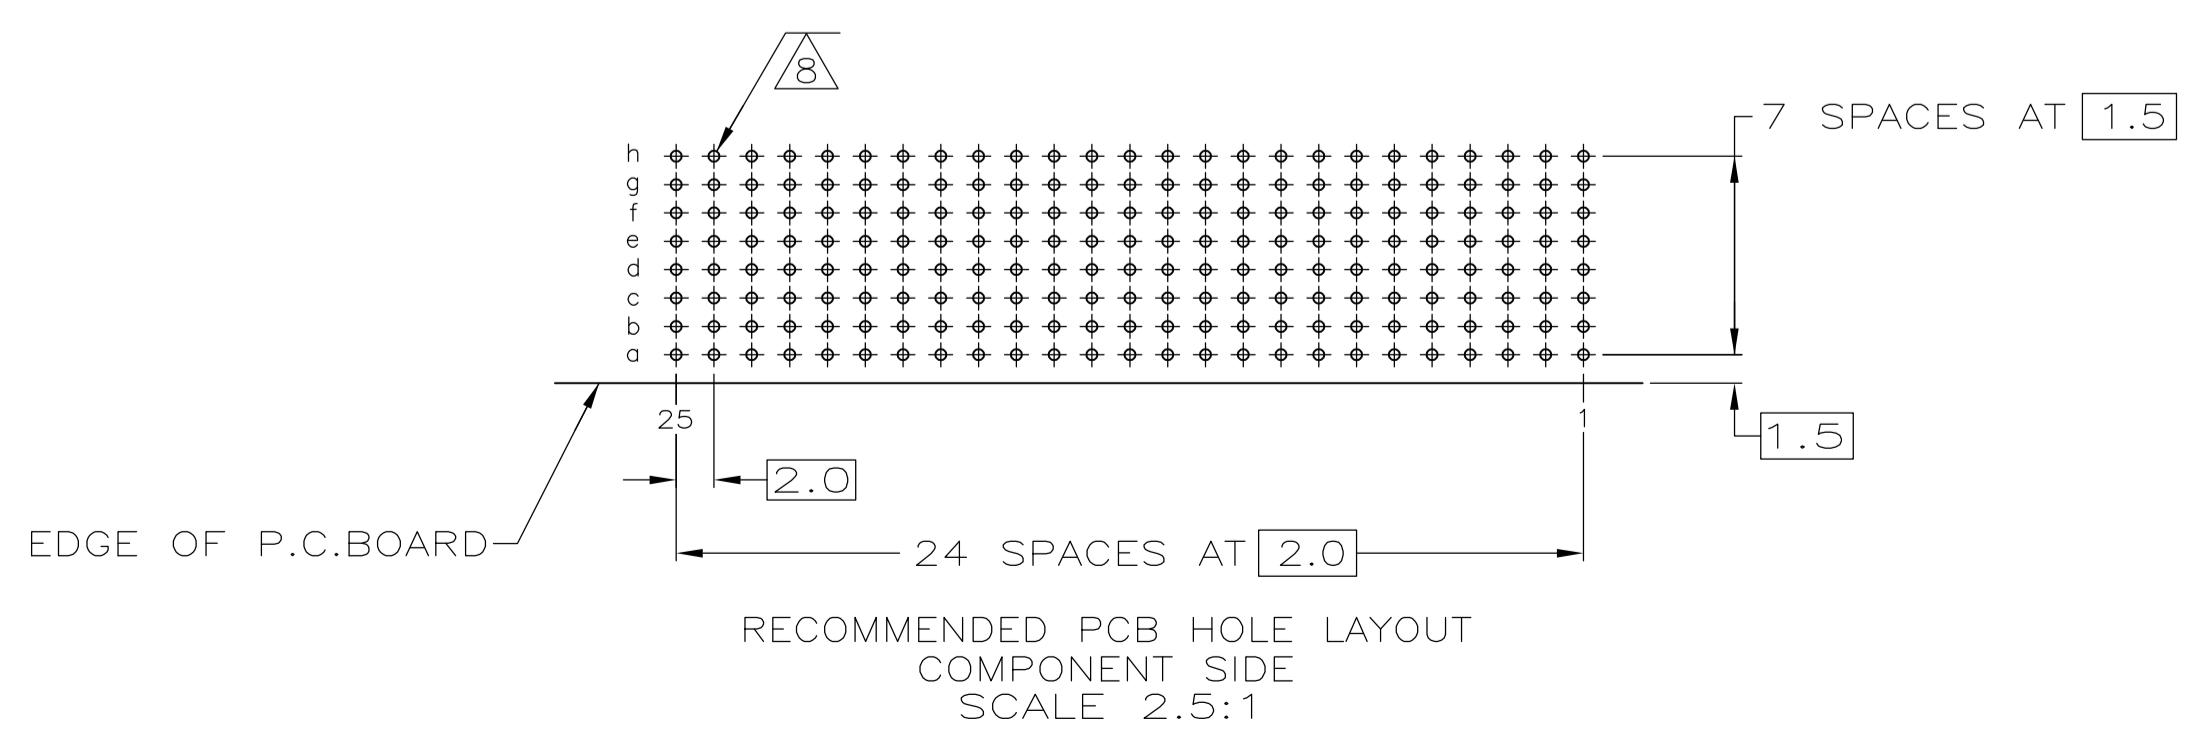 8
7 SPACES AT 1.5
h
g
f
e
d
c
b
a
25
1
1.5
2.0
EDGE OF P.C.BOARD
24 SPACES AT 2.0
RECOMMENDED PCB HOLE LAYOUT
COMPONENT SIDE
SCALE 2.5:1